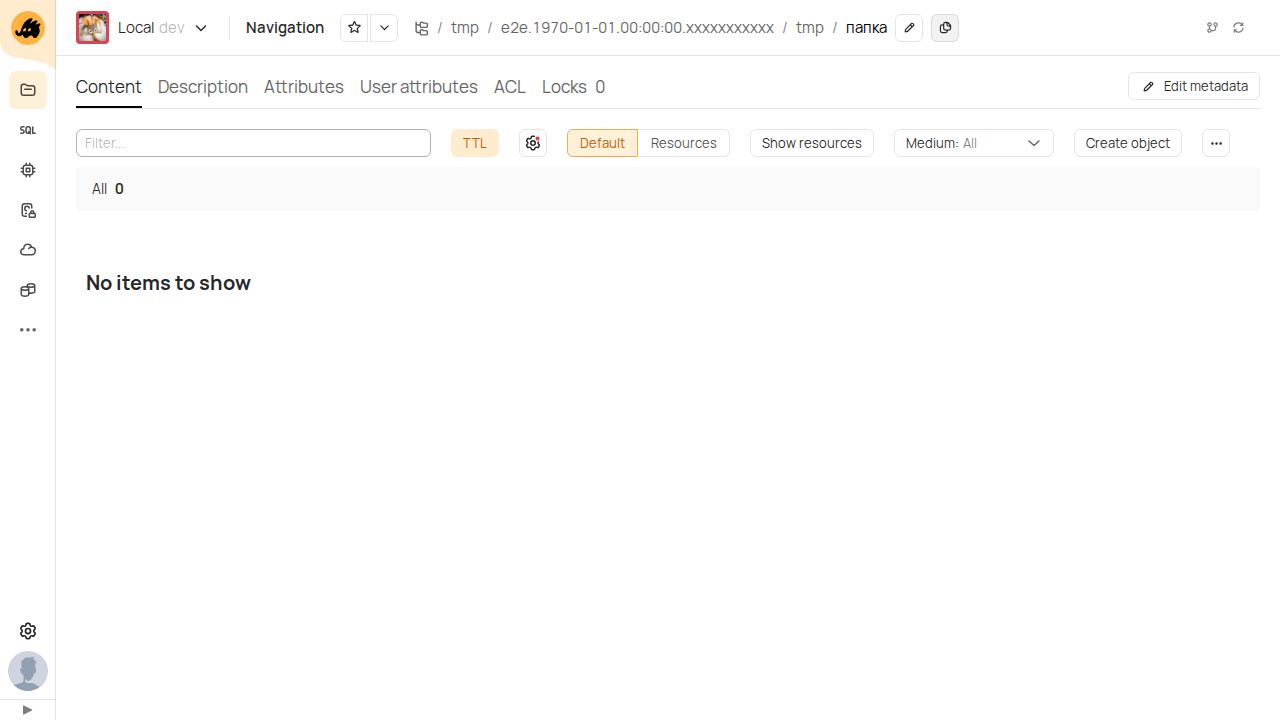 Local dev Navigation / tmp / e2e.1970-01-01.00:00:00.xxxxxxxxxxx / tmp / папка
SQL
Content Description Attributes User attributes ACL Locks 0 Edit metadata
Filter... TTL Default Resources Show resources Medium: All Create object
All 0
No items to show